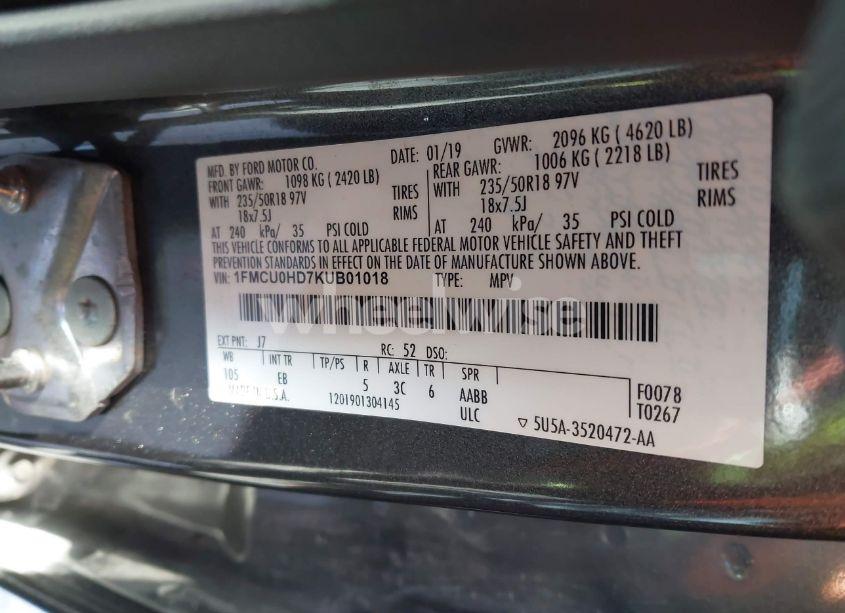 MFD. BY FORD MOTOR CO.
DATE: 01/19 GVWR: 2096 KG ( 4620 LB)
FRONT GAWR: 1098 KG ( 2420 LB) REAR GAWR: 1006 KG ( 2218 LB)
WITH 235/50R18 97V TIRES WITH 235/50R18 97V TIRES
18x7.5J RIMS 18x7.5J RIMS
AT 240 kPa/ 35 PSI COLD AT 240 kPa/ 35 PSI COLD
THIS VEHICLE CONFORMS TO ALL APPLICABLE FEDERAL MOTOR VEHICLE SAFETY AND THEFT
PREVENTION STANDARDS IN EFFECT ON THE DATE OF MANUFACTURE SHOWN ABOVE.
VIN: 1FMCU0HD7KUB01018 TYPE: MPV
wheelwise
EXT PNT: J7 RC: 52 DSO:
WB INT TR TP/PS R AXLE TR SPR
105 EB 5 3C 6 AABB F0078
MADE IN U.S.A. 1201901304145 ULC T0267
▽ 5U5A-3520472-AA